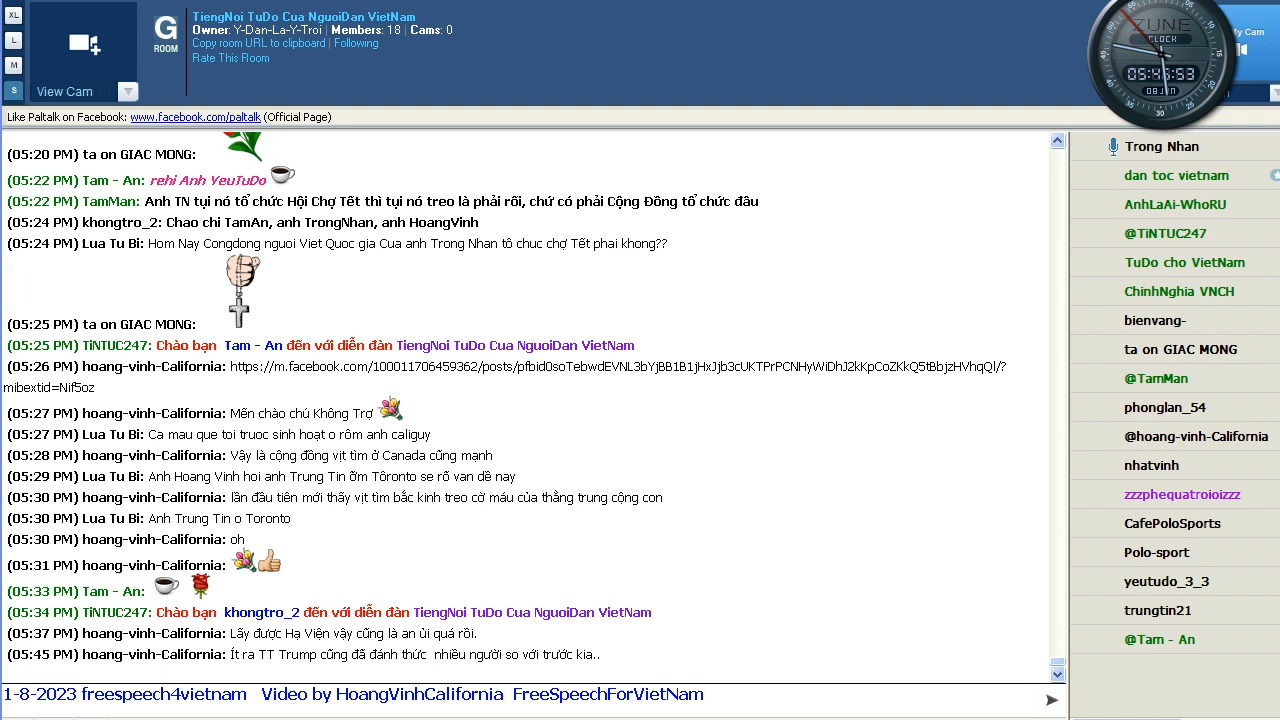 XL
L
M
S
View Cam
G
ROOM
TiengNoi TuDo Cua NguoiDan VietNam
Owner: Y-Dan-La-Y-Troi | Members: 18 | Cams: 0
Copy room URL to clipboard | Following
Rate This Room
ZUNE
CLOCK
05:46:53
08JAN
My Cam
Like Paltalk on Facebook: www.facebook.com/paltalk (Official Page)
(05:20 PM) ta on GIAC MONG:
(05:22 PM) Tam - An: rehi Anh YeuTuDo
(05:22 PM) TamMan: Anh TN tụi nó tổ chức Hội Chợ Tết thì tụi nó treo là phải rồi, chứ có phải Cộng Đồng tổ chức đâu
(05:24 PM) khongtro_2: Chao chi TamAn, anh TrongNhan, anh HoangVinh
(05:24 PM) Lua Tu Bi: Hom Nay Congdong nguoi Viet Quoc gia Cua anh Trong Nhan tô chuc chợ Tết phai khong??
(05:25 PM) ta on GIAC MONG:
(05:25 PM) TiNTUC247: Chào bạn Tam - An đến với diễn đàn TiengNoi TuDo Cua NguoiDan VietNam
(05:26 PM) hoang-vinh-California: https://m.facebook.com/100011706459362/posts/pfbid0soTebwdEVNL3bYjBB1B1jHxJjb3cUKTPrPCNHyWiDhJ2kKpCoZKkQ5tBbjzHVhqQl/?
mibextid=Nif5oz
(05:27 PM) hoang-vinh-California: Mến chào chú Không Trợ
(05:27 PM) Lua Tu Bi: Ca mau que toi truoc sinh hoạt o rôm anh caliguy
(05:28 PM) hoang-vinh-California: Vậy là cộng đồng vịt tìm ở Canada cũng mạnh
(05:29 PM) Lua Tu Bi: Anh Hoang Vinh hoi anh Trung Tin ỡm Tôronto se rõ van dề nay
(05:30 PM) hoang-vinh-California: lần đầu tiên mới thấy vịt tìm bắc kinh treo cờ máu của thằng trung cộng con
(05:30 PM) Lua Tu Bi: Anh Trung Tin o Toronto
(05:30 PM) hoang-vinh-California: oh
(05:31 PM) hoang-vinh-California:
(05:33 PM) Tam - An:
(05:34 PM) TiNTUC247: Chào bạn khongtro_2 đến với diễn đàn TiengNoi TuDo Cua NguoiDan VietNam
(05:37 PM) hoang-vinh-California: Lấy được Hạ Viện vậy cũng là an ủi quá rồi.
(05:45 PM) hoang-vinh-California: Ít ra TT Trump cũng đã đánh thức nhiều người so với trước kia..
1-8-2023 freespeech4vietnam Video by HoangVinhCalifornia FreeSpeechForVietNam
Trong Nhan
dan toc vietnam
AnhLaAi-WhoRU
@TiNTUC247
TuDo cho VietNam
ChinhNghia VNCH
bienvang-
ta on GIAC MONG
@TamMan
phonglan_54
@hoang-vinh-California
nhatvinh
zzzphequatroioizzz
CafePoloSports
Polo-sport
yeutudo_3_3
trungtin21
@Tam - An